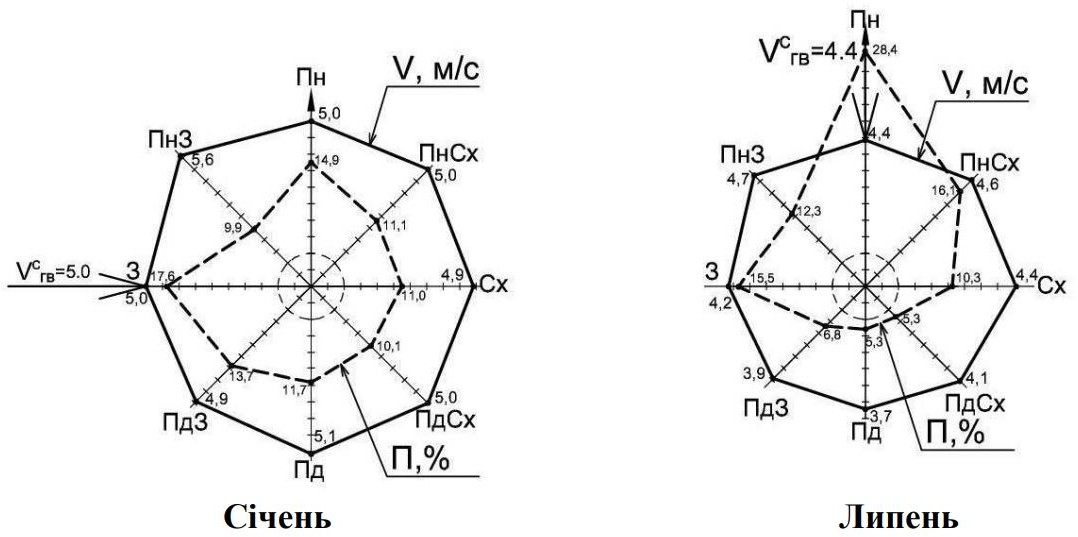 Пн
V, м/с
5,0
ПнЗ
5,6
14,9
ПнСх
5,0
9,9
11,1
Vсгв=5.0
З
17,6
5,0
11,0
4,9
Сх
13,7
10,1
4,9
ПдЗ
11,7
5,0
ПдСх
5,1
П,%
Пд
Січень
Пн
Vсгв=4.4
28,4
V, м/с
4,4
ПнЗ
4,7
ПнСх
4,6
16,1
12,3
З
15,5
4,2
10,3
4,4
Сх
6,8
5,3
5,3
3,9
ПдЗ
4,1
ПдСх
3,7
Пд
П,%
Липень